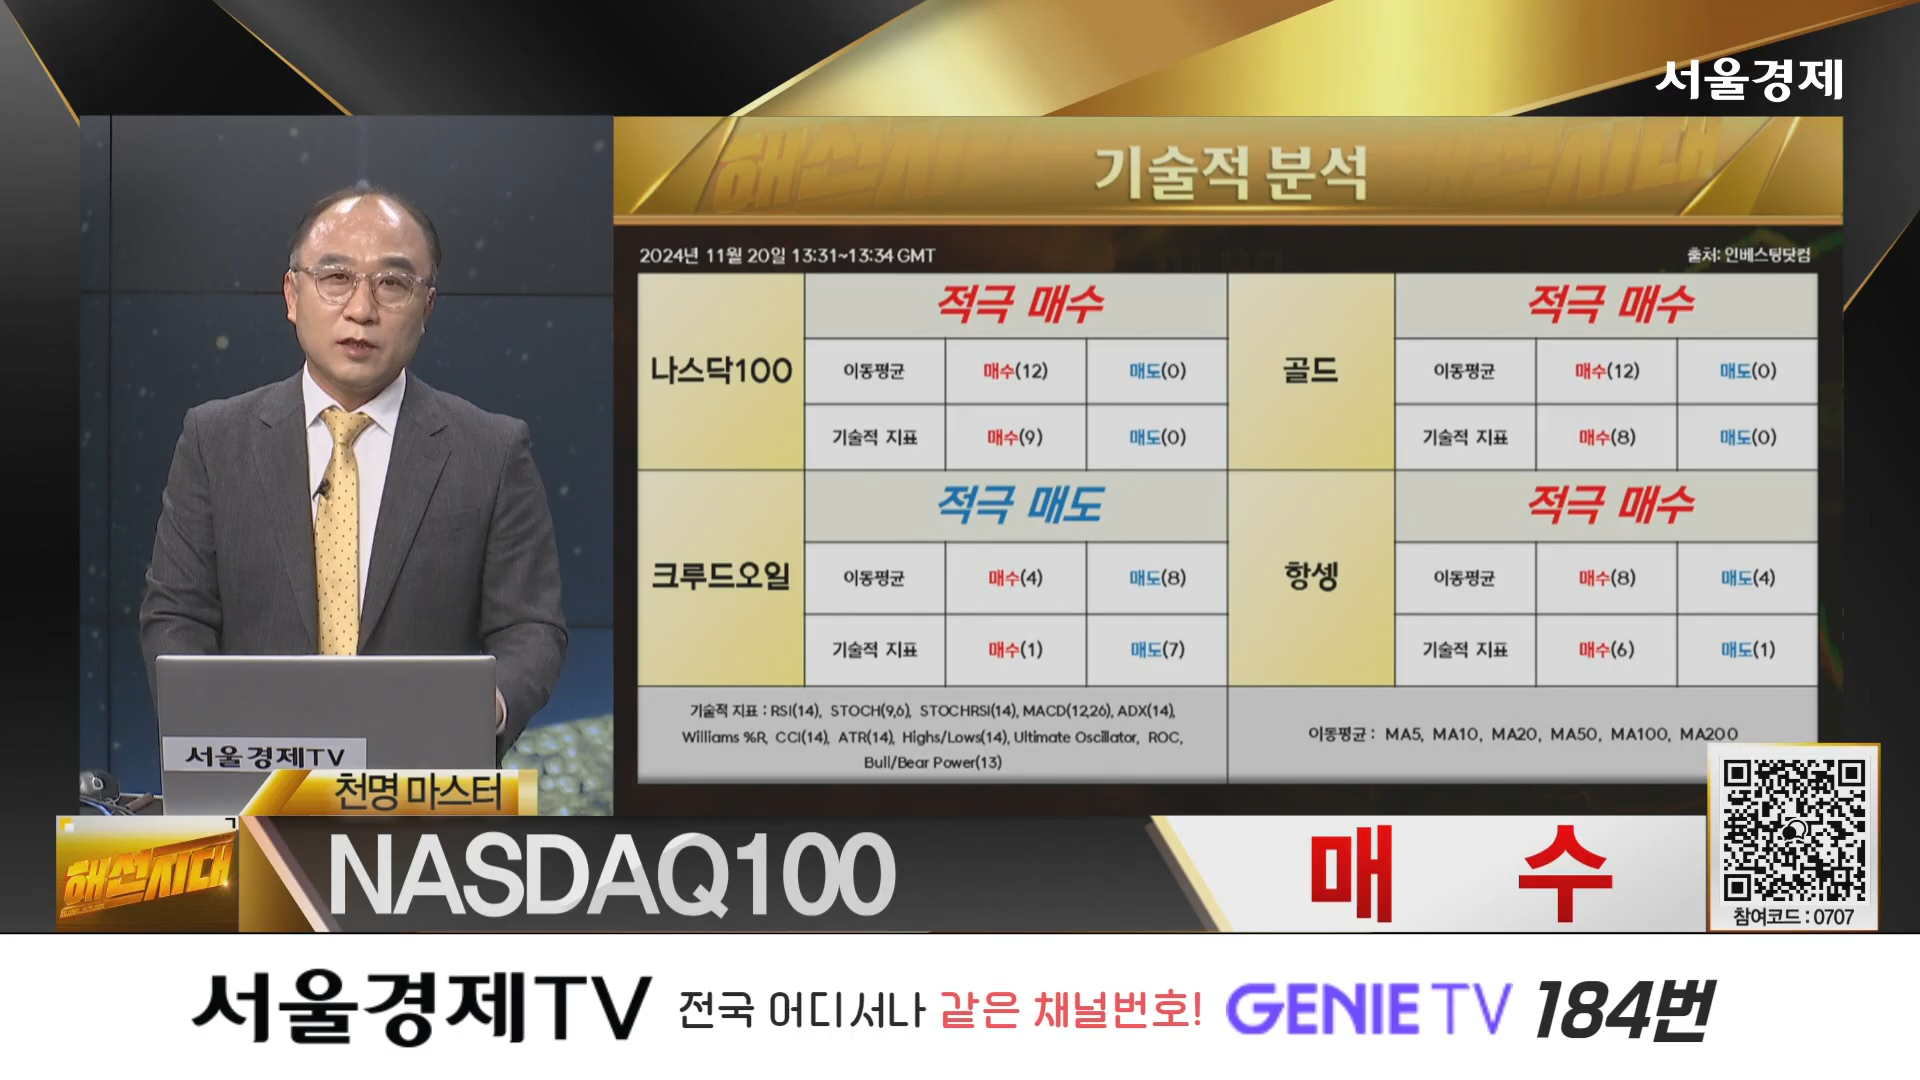 서울경제
해선시대
기술적 분석
2024년 11월 20일 13:31~13:34 GMT
출처: 인베스팅닷컴
나스닥100
적극 매수
이동평균 매수(12) 매도(0)
기술적 지표 매수(9) 매도(0)
골드
적극 매수
이동평균 매수(12) 매도(0)
기술적 지표 매수(8) 매도(0)
크루드오일
적극 매도
이동평균 매수(4) 매도(8)
기술적 지표 매수(1) 매도(7)
항셍
적극 매수
이동평균 매수(8) 매도(4)
기술적 지표 매수(6) 매도(1)
기술적 지표 : RSI(14), STOCH(9,6), STOCHRSI(14), MACD(12,26), ADX(14),
Williams %R, CCI(14), ATR(14), Highs/Lows(14), Ultimate Oscillator, ROC,
Bull/Bear Power(13)
이동평균 : MA5, MA10, MA20, MA50, MA100, MA200
서울경제TV
천명 마스터
해선시대
NASDAQ100
매 수
참여코드 : 0707
서울경제TV 전국 어디서나 같은 채널번호! GENIE TV 184번